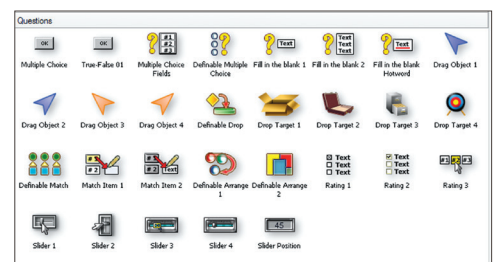 Questions
OK OK #1 #2 #3 Text Text Text Text Text
Multiple Choice True-False 01 Multiple Choice Fields Definable Multiple Choice Fill in the blank 1 Fill in the blank 2 Fill in the blank Hotword Drag Object 1
Drag Object 2 Drag Object 3 Drag Object 4 Definable Drop Drop Target 1 Drop Target 2 Drop Target 3 Drop Target 4
# 2 # 2 Text Text Text Text Text Text Text #1 #2 #3
Definable Match Match Item 1 Match Item 2 Definable Arrange 1 Definable Arrange 2 Rating 1 Rating 2 Rating 3
45
Slider 1 Slider 2 Slider 3 Slider 4 Slider Position